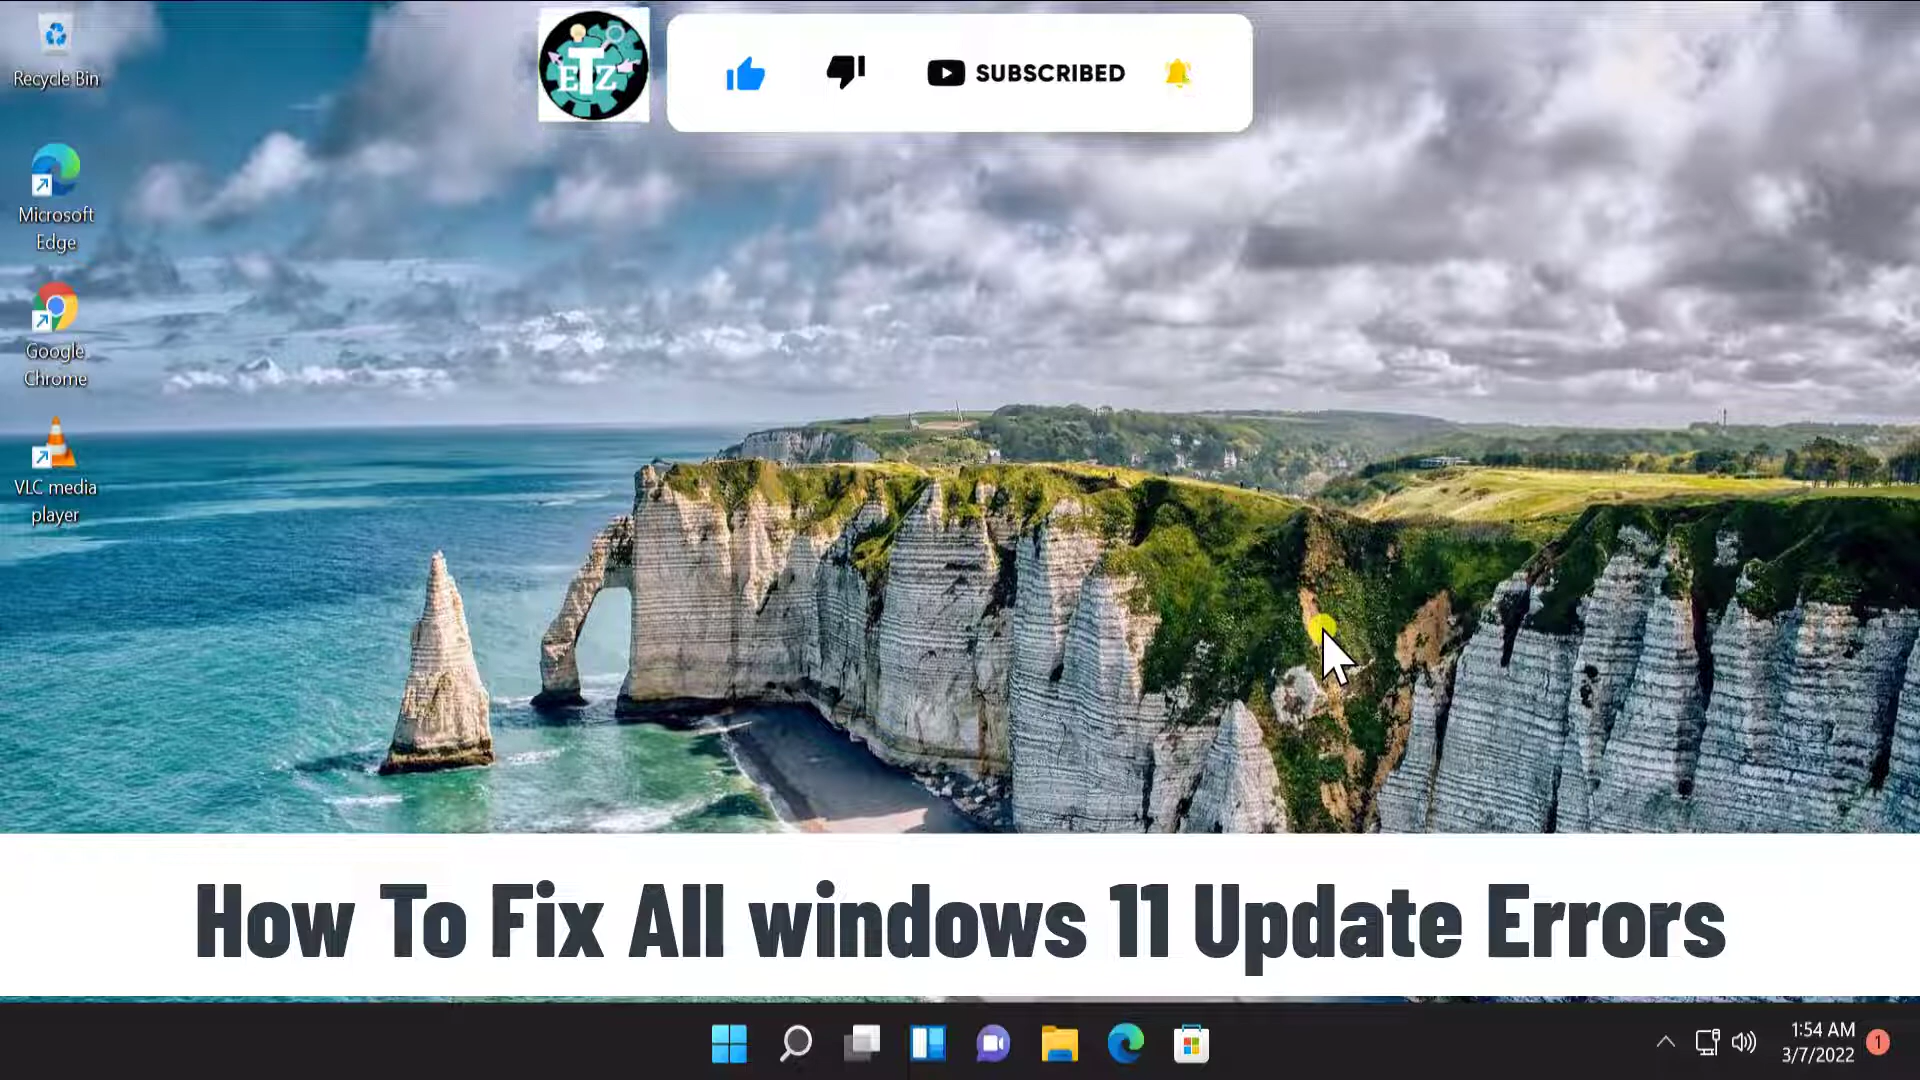 Recycle Bin
ETZ
SUBSCRIBED
Microsoft
Edge
Google
Chrome
VLC media
player
How To Fix All windows 11 Update Errors
1:54 AM
3/7/2022
1